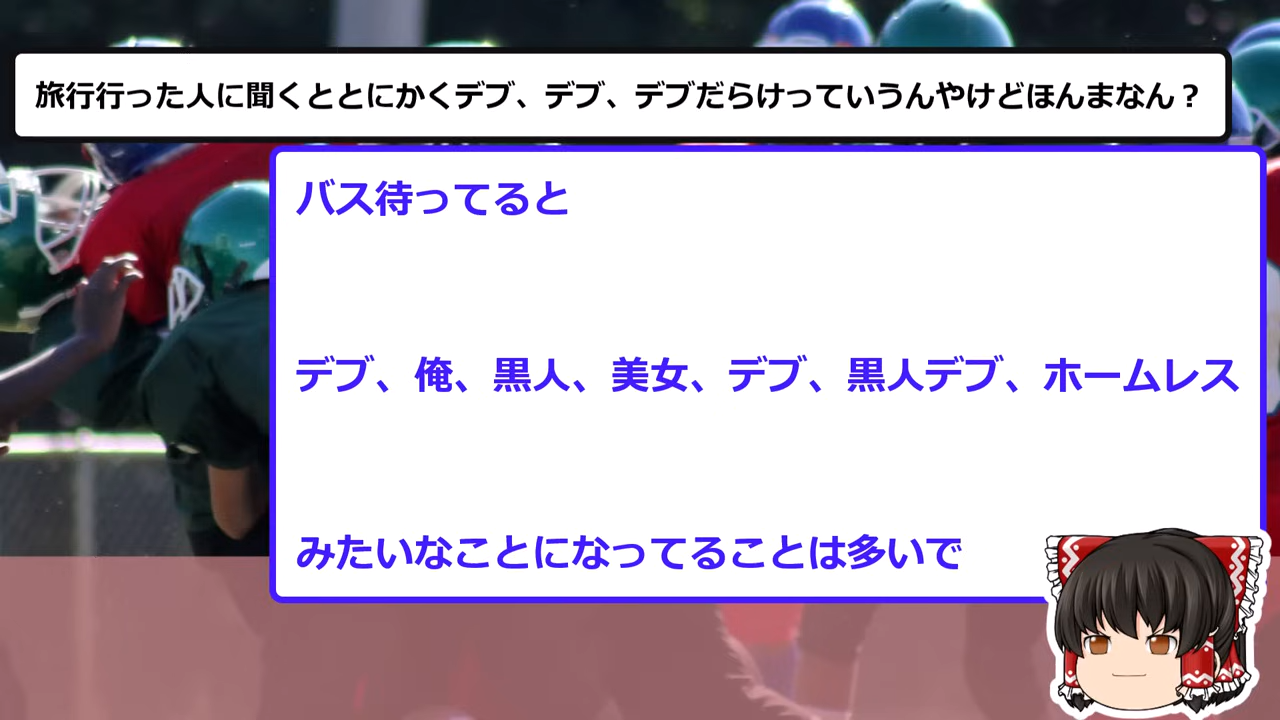 旅行行った人に聞くととにかくデブ、デブ、デブだらけっていうんやけどほんまなん？
バス待ってると
デブ、俺、黒人、美女、デブ、黒人デブ、ホームレス
みたいなことになってることは多いで